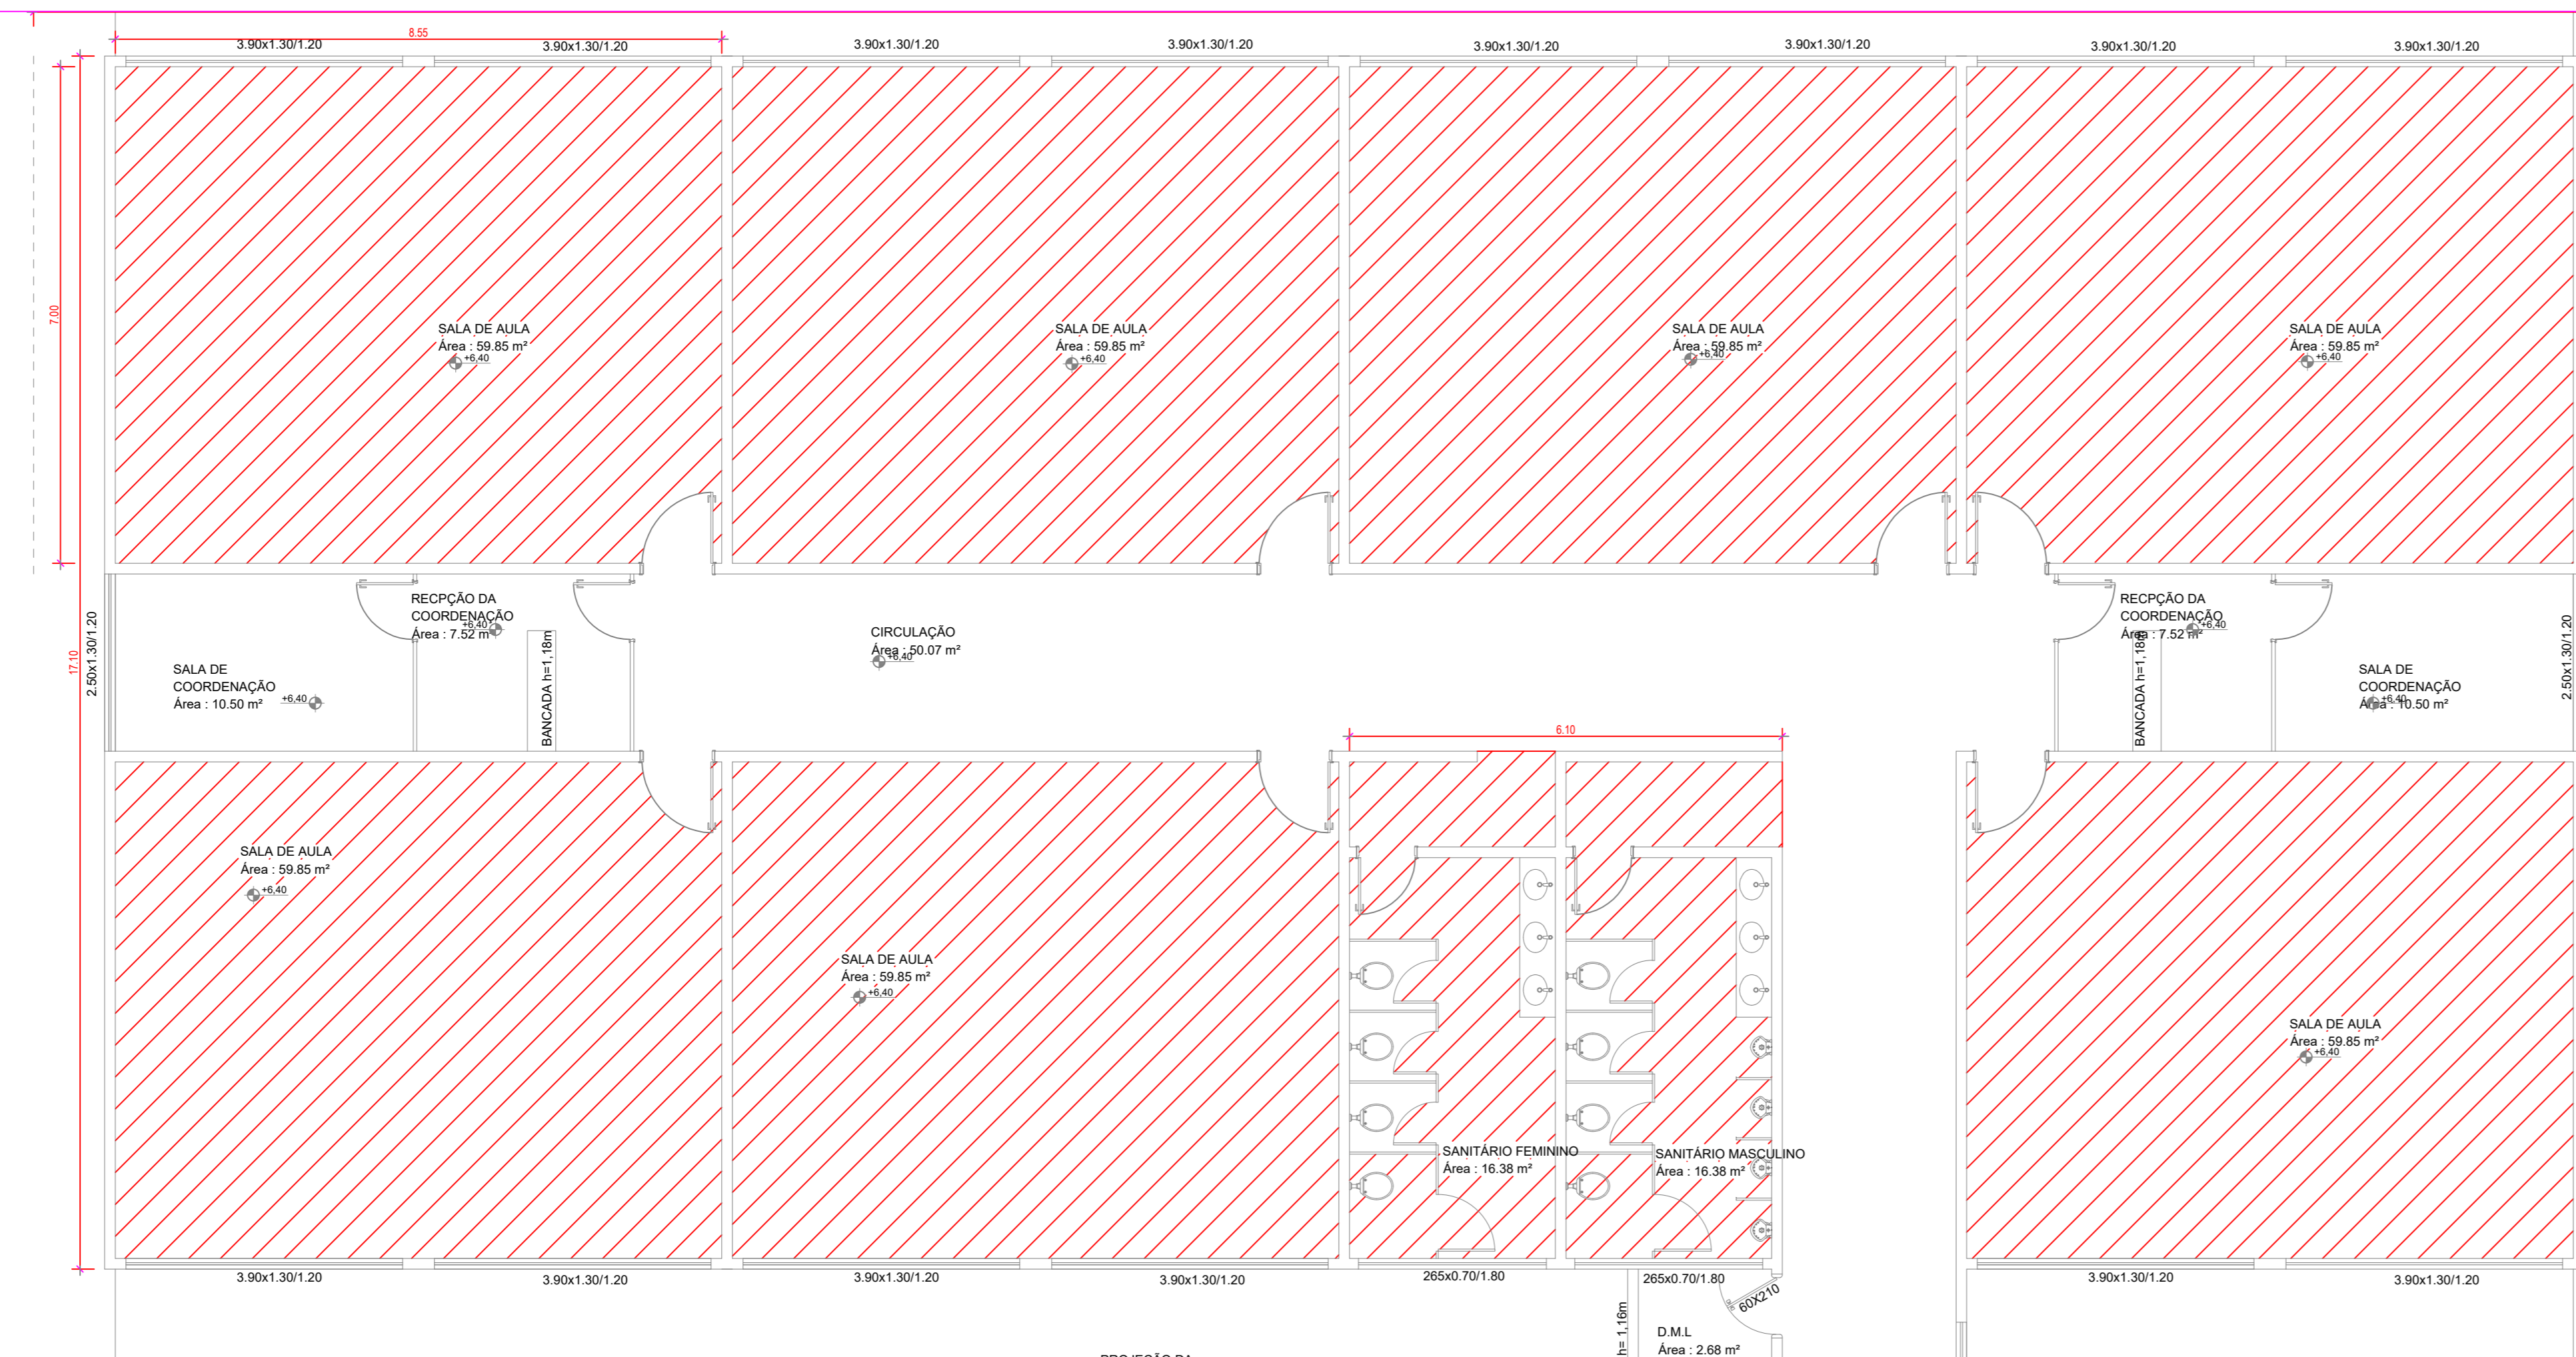 8.55
3.90x1.30/1.20
3.90x1.30/1.20
3.90x1.30/1.20
3.90x1.30/1.20
3.90x1.30/1.20
3.90x1.30/1.20
3.90x1.30/1.20
3.90x1.30/1.20
7.00
17.10
SALA DE AULA
Área : 59.85 m²
+6,40
SALA DE AULA
Área : 59.85 m²
+6,40
SALA DE AULA
Área : 59.85 m²
+6,40
SALA DE AULA
Área : 59.85 m²
+6,40
2.50x1.30/1.20
SALA DE
COORDENAÇÃO
Área : 10.50 m²
+6,40
RECPÇÃO DA
COORDENAÇÃO
Área : 7.52 m²
+6,40
BANCADA h=1,18m
CIRCULAÇÃO
Área : 50.07 m²
+6,40
RECPÇÃO DA
COORDENAÇÃO
Área : 7.52 m²
+6,40
BANCADA h=1,18m
SALA DE
COORDENAÇÃO
Área : 10.50 m²
+6,40
2.50x1.30/1.20
6.10
SALA DE AULA
Área : 59.85 m²
+6,40
SALA DE AULA
Área : 59.85 m²
+6,40
SANITÁRIO FEMININO
Área : 16.38 m²
SANITÁRIO MASCULINO
Área : 16.38 m²
SALA DE AULA
Área : 59.85 m²
+6,40
3.90x1.30/1.20
3.90x1.30/1.20
3.90x1.30/1.20
3.90x1.30/1.20
265x0.70/1.80
265x0.70/1.80
3.90x1.30/1.20
3.90x1.30/1.20
60X210
h= 1,16m
D.M.L
Área : 2.68 m²
PROJEÇÃO DA